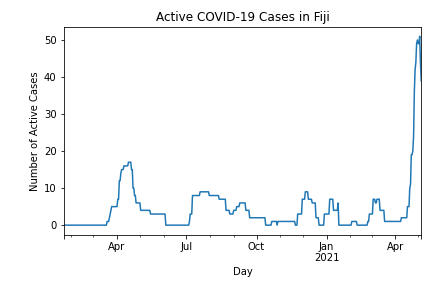 Active COVID-19 Cases in Fiji
Number of Active Cases
50
40
30
20
10
0
Apr
Jul
Oct
Jan
2021
Apr
Day